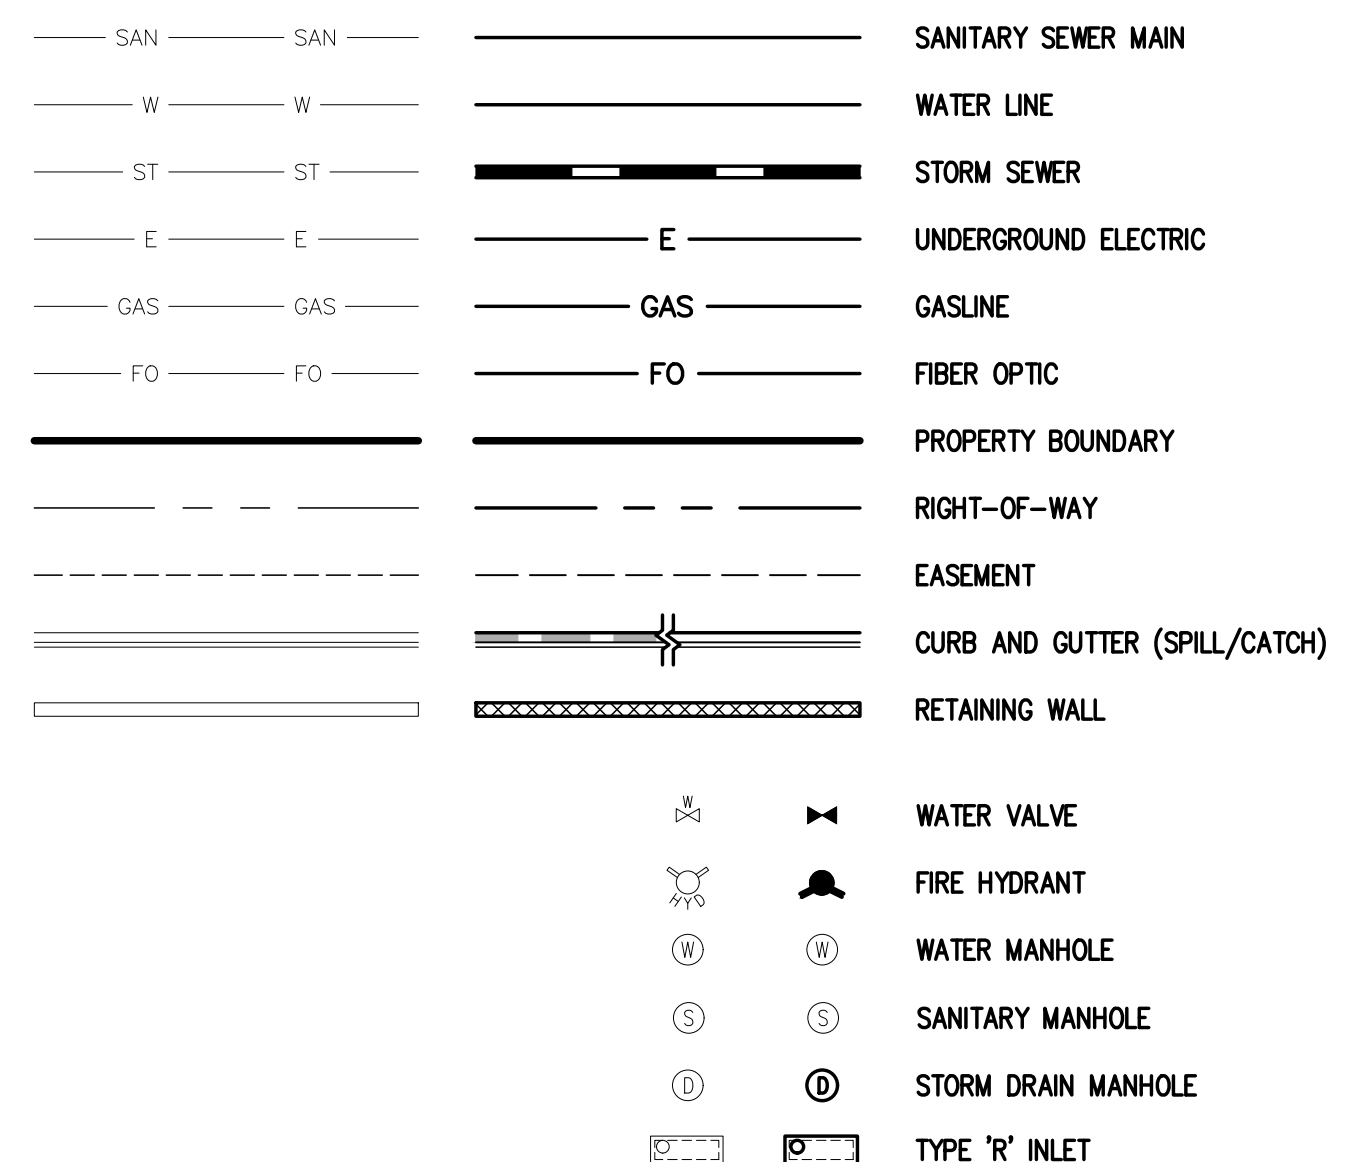 SAN SAN SANITARY SEWER MAIN
W W WATER LINE
ST ST STORM SEWER
E E E UNDERGROUND ELECTRIC
GAS GAS GAS GASLINE
FO FO FO FIBER OPTIC
PROPERTY BOUNDARY
RIGHT-OF-WAY
EASEMENT
CURB AND GUTTER (SPILL/CATCH)
RETAINING WALL
W WATER VALVE
HYD FIRE HYDRANT
W W WATER MANHOLE
S S SANITARY MANHOLE
D D STORM DRAIN MANHOLE
TYPE 'R' INLET